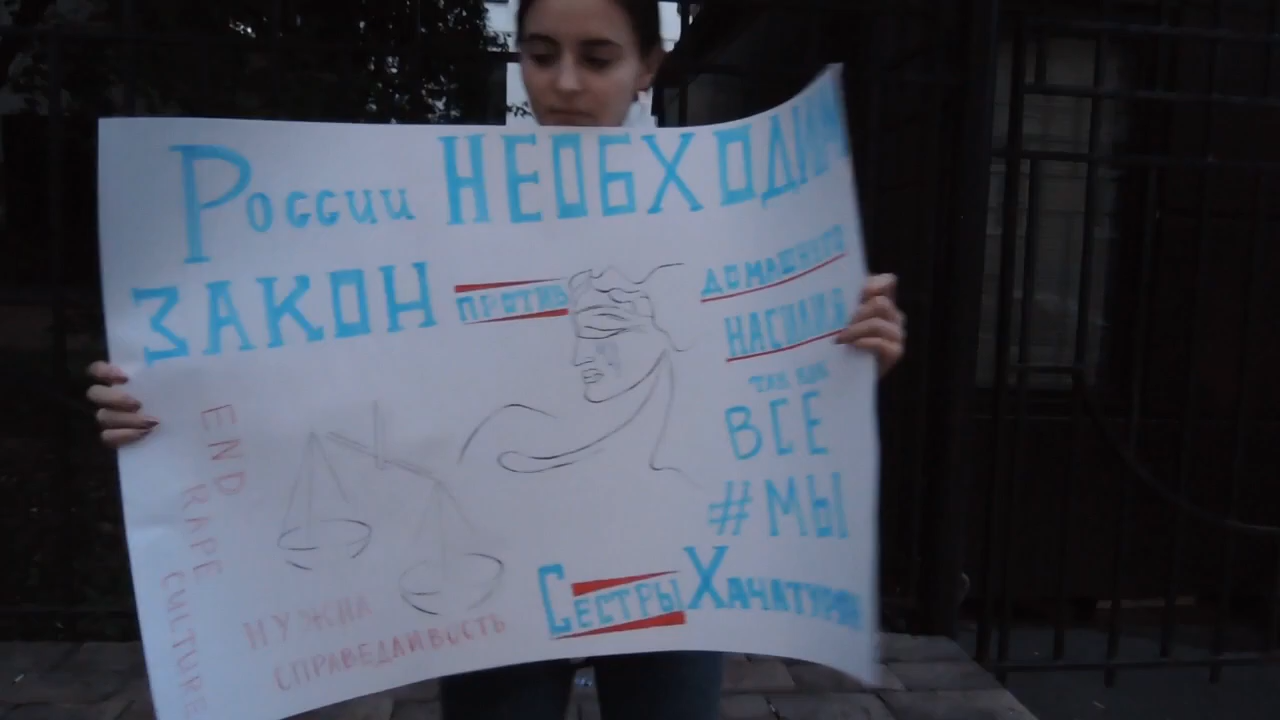 России НЕОБХОДИМ
ЗАКОН ПРОТИВ ДОМАШНЕГО
НАСИЛИЯ
ТАК КАК
ВСЕ
#МЫ
СЕСТРЫ ХАЧАТУРЯН
END RAPE CULTURE
НУЖНА
СПРАВЕДЛИВОСТЬ